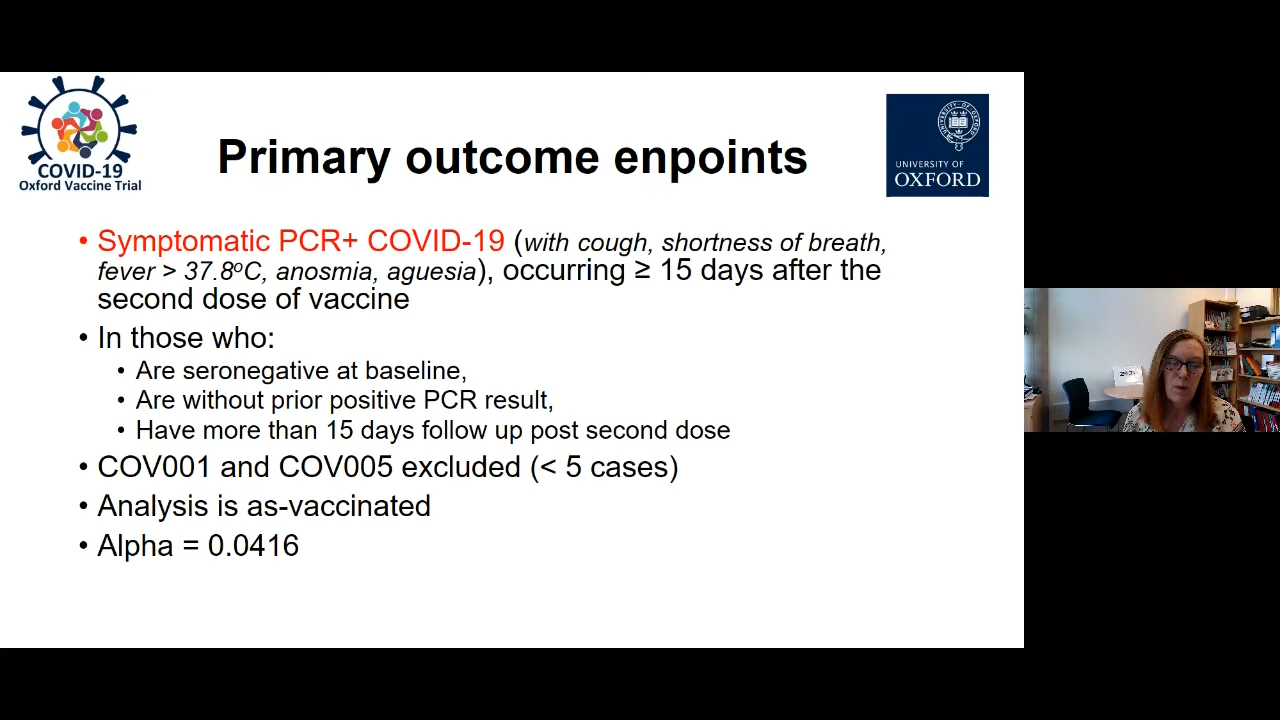 COVID-19
Oxford Vaccine Trial
Primary outcome enpoints
UNIVERSITY OF
OXFORD
• Symptomatic PCR+ COVID-19 (with cough, shortness of breath,
fever > 37.8ºC, anosmia, aguesia), occurring ≥ 15 days after the
second dose of vaccine
• In those who:
• Are seronegative at baseline,
• Are without prior positive PCR result,
• Have more than 15 days follow up post second dose
• COV001 and COV005 excluded (< 5 cases)
• Analysis is as-vaccinated
• Alpha = 0.0416